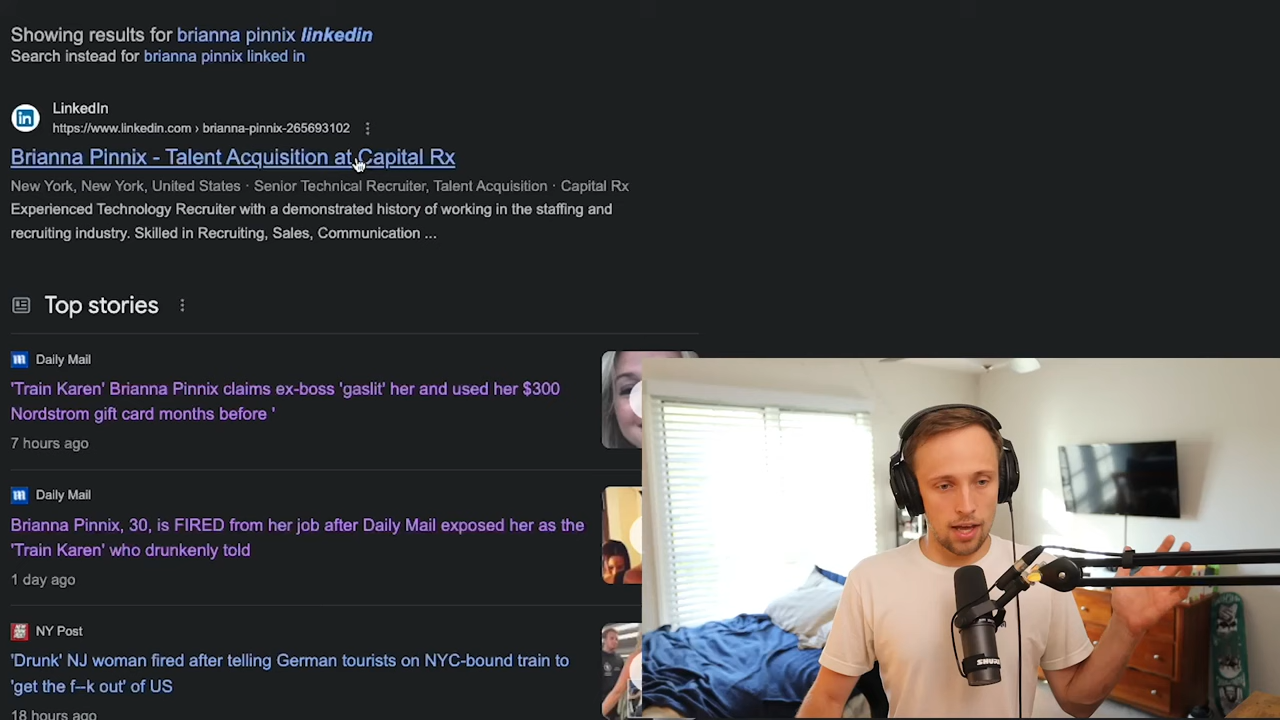 Showing results for brianna pinnix linkedin
Search instead for brianna pinnix linked in
in
LinkedIn
https://www.linkedin.com › brianna-pinnix-265693102
Brianna Pinnix - Talent Acquisition at Capital Rx
New York, New York, United States · Senior Technical Recruiter, Talent Acquisition · Capital Rx
Experienced Technology Recruiter with a demonstrated history of working in the staffing and
recruiting industry. Skilled in Recruiting, Sales, Communication ...
Top stories
m Daily Mail
'Train Karen' Brianna Pinnix claims ex-boss 'gaslit' her and used her $300
Nordstrom gift card months before '
7 hours ago
m Daily Mail
Brianna Pinnix, 30, is FIRED from her job after Daily Mail exposed her as the
'Train Karen' who drunkenly told
1 day ago
NY Post
'Drunk' NJ woman fired after telling German tourists on NYC-bound train to
'get the f--k out' of US
18 hours ago
SHURE